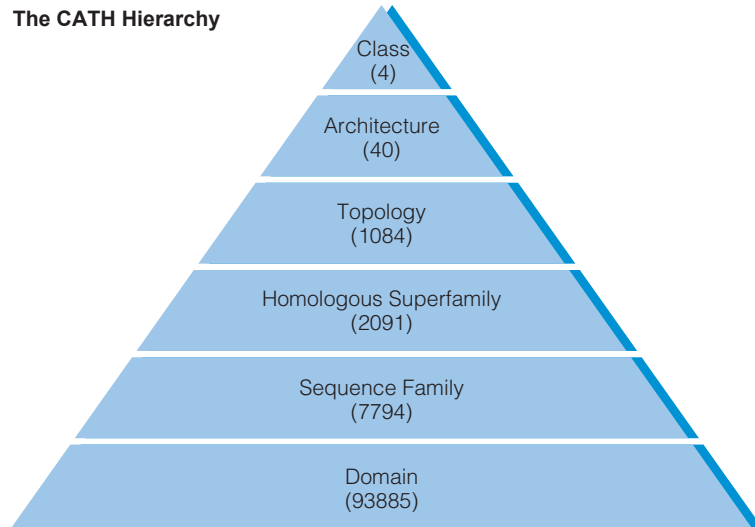 The CATH Hierarchy
Class
(4)
Architecture
(40)
Topology
(1084)
Homologous Superfamily
(2091)
Sequence Family
(7794)
Domain
(93885)